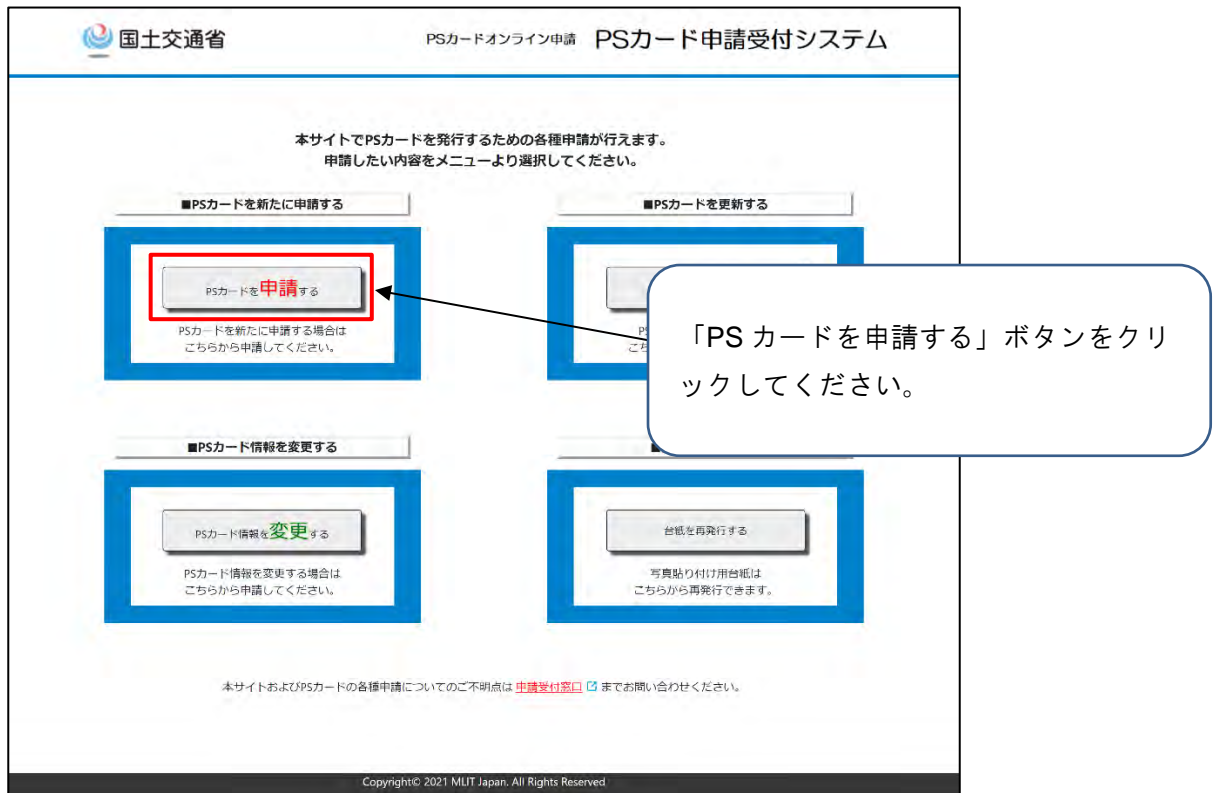 国土交通省
PSカードオンライン申請 PSカード申請受付システム
本サイトでPSカードを発行するための各種申請が行えます。
申請したい内容をメニューより選択してください。
■PSカードを新たに申請する
PSカードを申請する
PSカードを新たに申請する場合は
こちらから申請してください。
■PSカードを更新する
「PS カードを申請する」ボタンをクリ
ックしてください。
■PSカード情報を変更する
PSカード情報を変更する
PSカード情報を変更する場合は
こちらから申請してください。
台紙を再発行する
写真貼り付け用台紙は
こちらから再発行できます。
本サイトおよびPSカードの各種申請についてのご不明点は 申請受付窓口 までお問い合わせください。
Copyright© 2021 MLIT Japan. All Rights Reserved